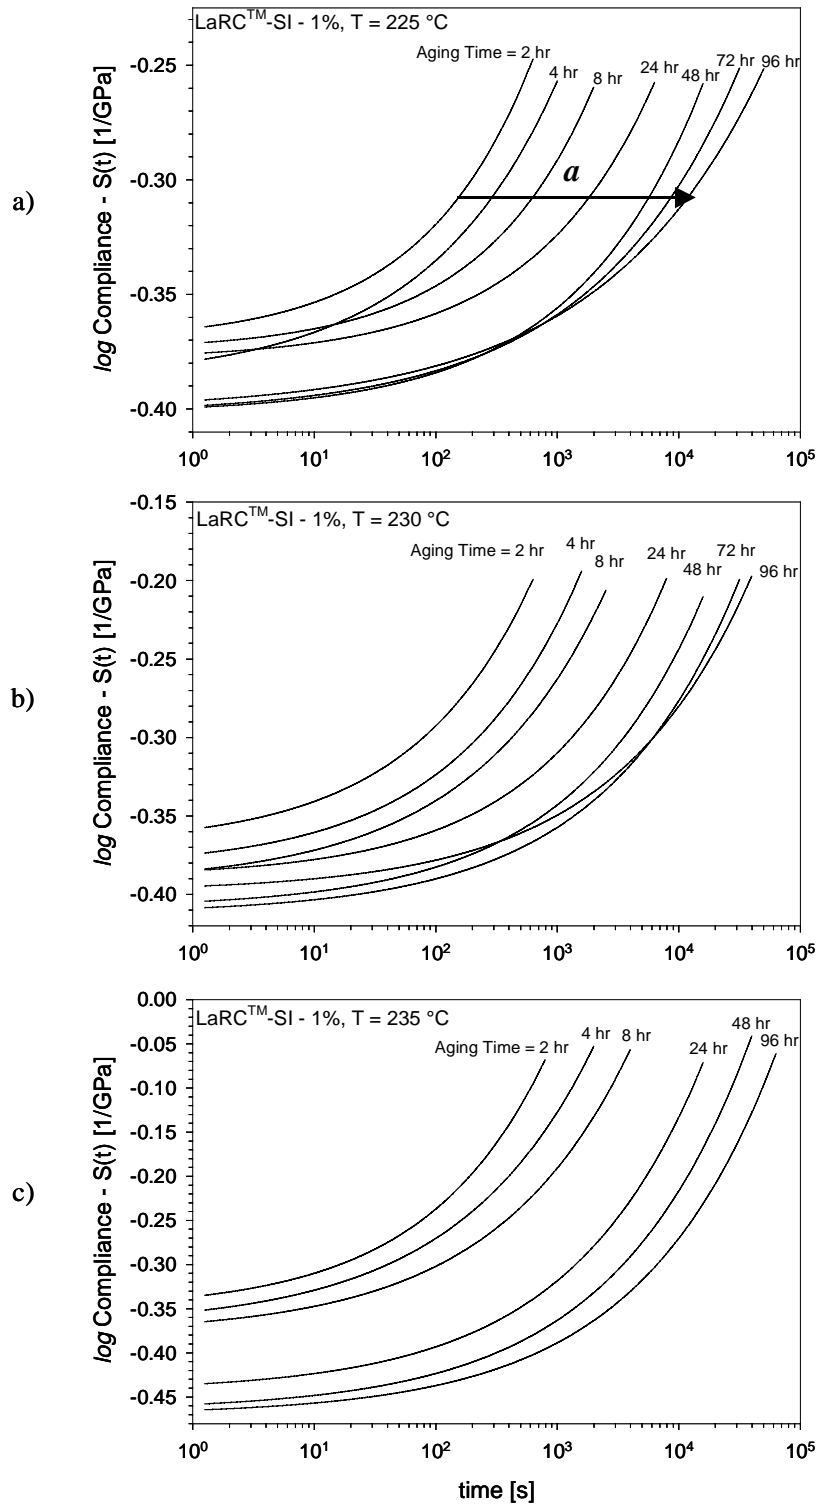 LaRC™-SI - 1%, T = 225 °C
Aging Time = 2 hr
4 hr
8 hr
24 hr
48 hr
72 hr
96 hr
a
a)
log Compliance - S(t) [1/GPa]
-0.25
-0.30
-0.35
-0.40
10⁰ 10¹ 10² 10³ 10⁴ 10⁵
LaRC™-SI - 1%, T = 230 °C
Aging Time = 2 hr
4 hr
8 hr
24 hr
48 hr
72 hr
96 hr
b)
log Compliance - S(t) [1/GPa]
-0.15
-0.20
-0.25
-0.30
-0.35
-0.40
10⁰ 10¹ 10² 10³ 10⁴ 10⁵
LaRC™-SI - 1%, T = 235 °C
Aging Time = 2 hr
4 hr
8 hr
24 hr
48 hr
96 hr
c)
log Compliance - S(t) [1/GPa]
0.00
-0.05
-0.10
-0.15
-0.20
-0.25
-0.30
-0.35
-0.40
-0.45
10⁰ 10¹ 10² 10³ 10⁴ 10⁵
time [s]